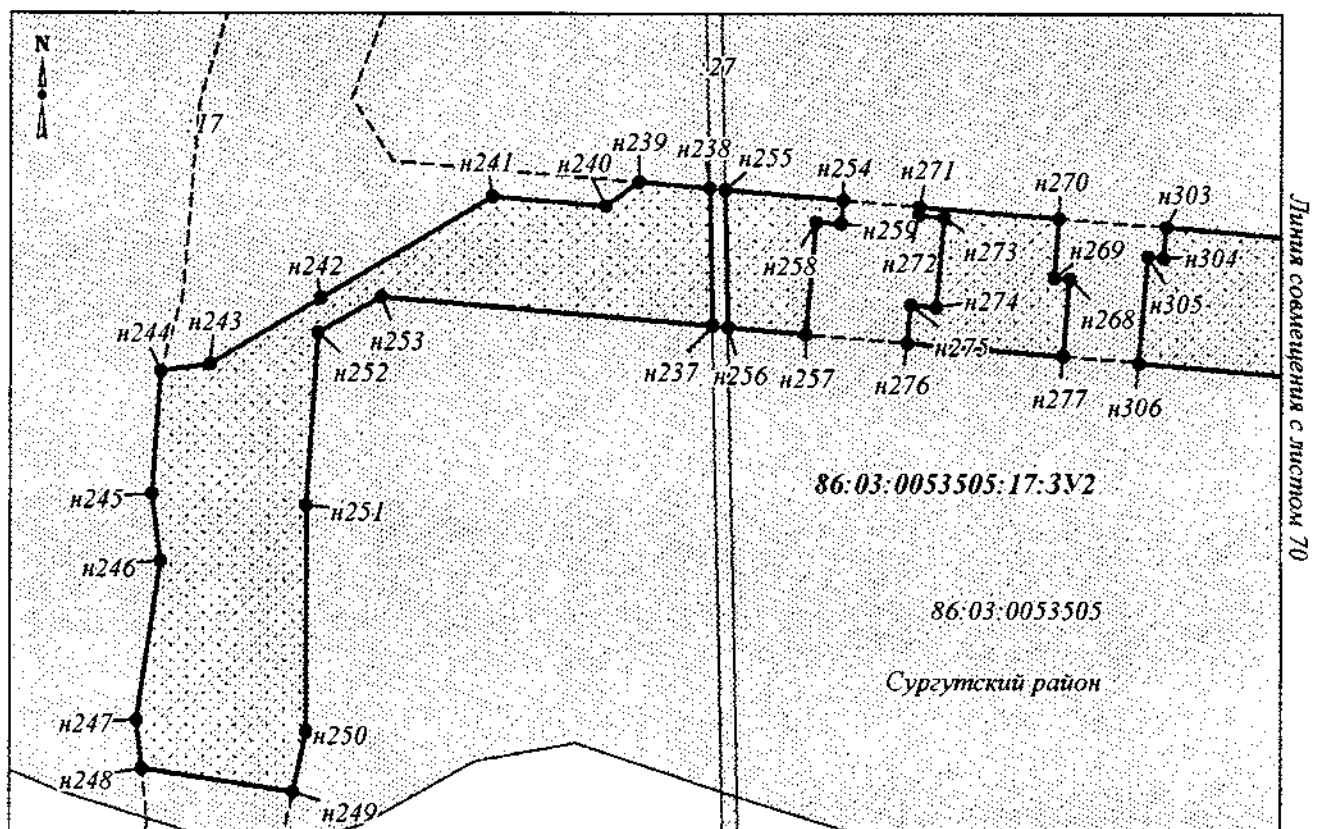 N
:27
:17
н239
н238
н255
н241
н240
н254
н271
н270
н303
н259
н258
н272
н273
н269
н304
н242
н305
н274
н268
н244
н243
н253
н252
н275
н237
н256
н257
н276
н277
н306
86:03:0053505:17:ЗУ2
н245
н251
н246
86:03:0053505
Сургутский район
н247
н250
н248
н249
Линия совмещения с листом 70